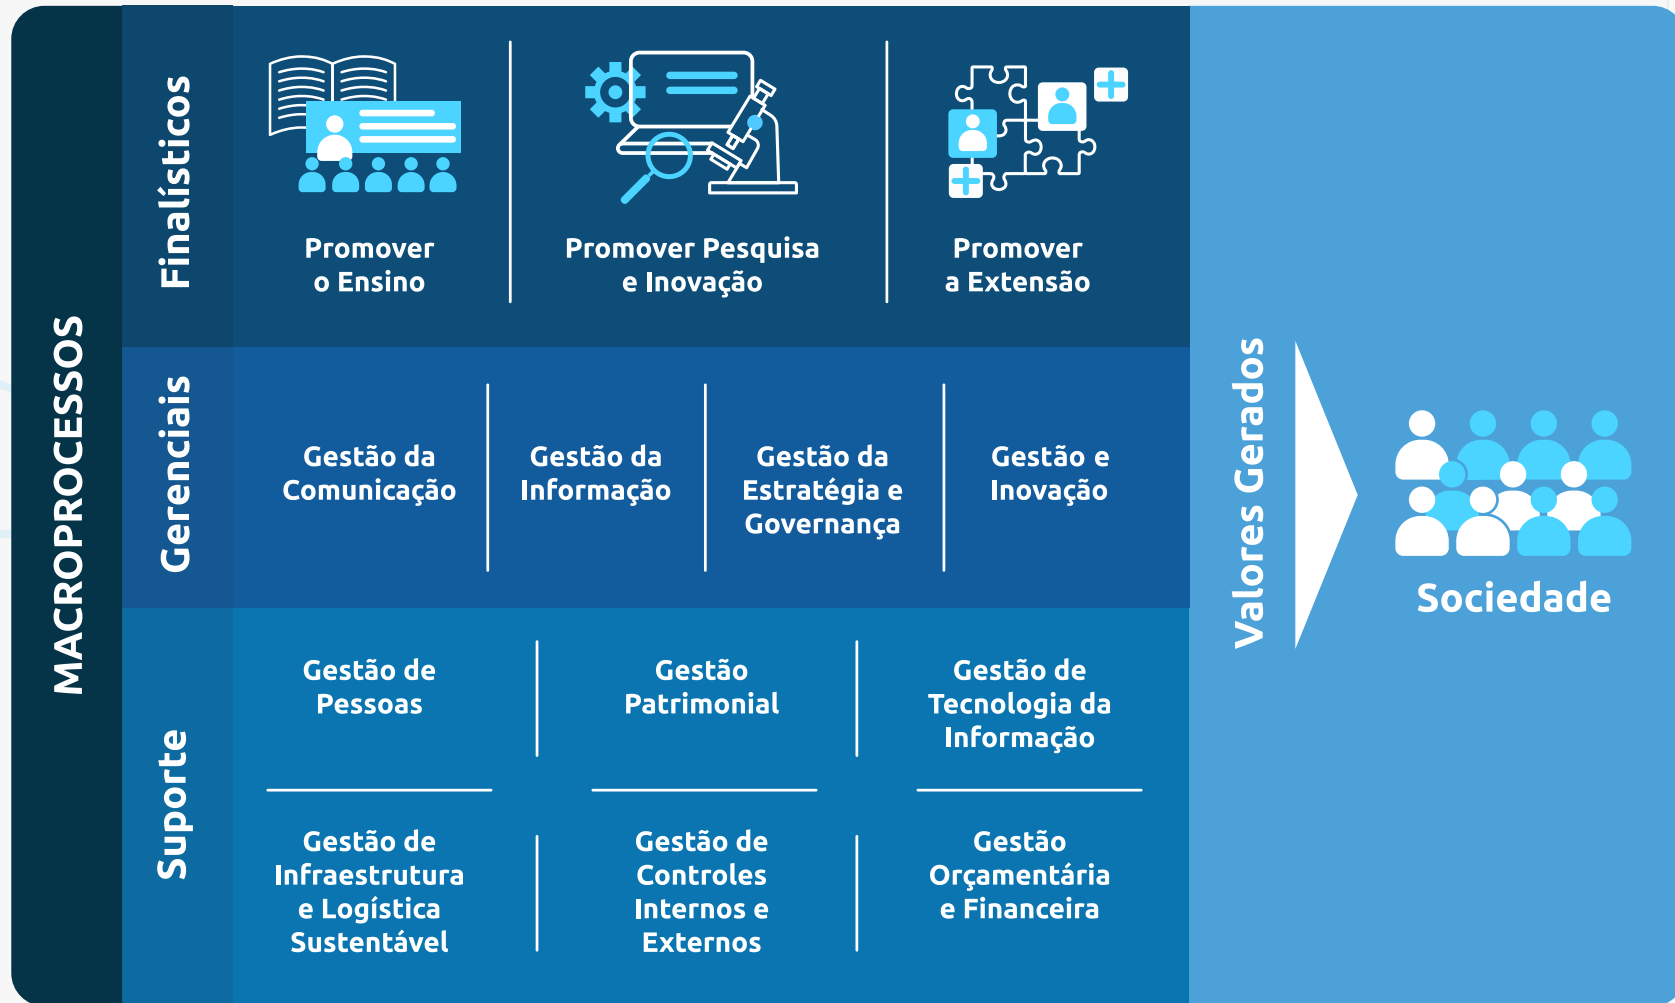 MACROPROCESSOS
Finalísticos
Promover
o Ensino
Promover Pesquisa
e Inovação
Promover
a Extensão
Gerenciais
Gestão da
Comunicação
Gestão da
Informação
Gestão da
Estratégia e
Governança
Gestão e
Inovação
Suporte
Gestão de
Pessoas
Gestão
Patrimonial
Gestão de
Tecnologia da
Informação
Gestão de
Infraestrutura
e Logística
Sustentável
Gestão de
Controles
Internos e
Externos
Gestão
Orçamentária
e Financeira
Valores Gerados
Sociedade